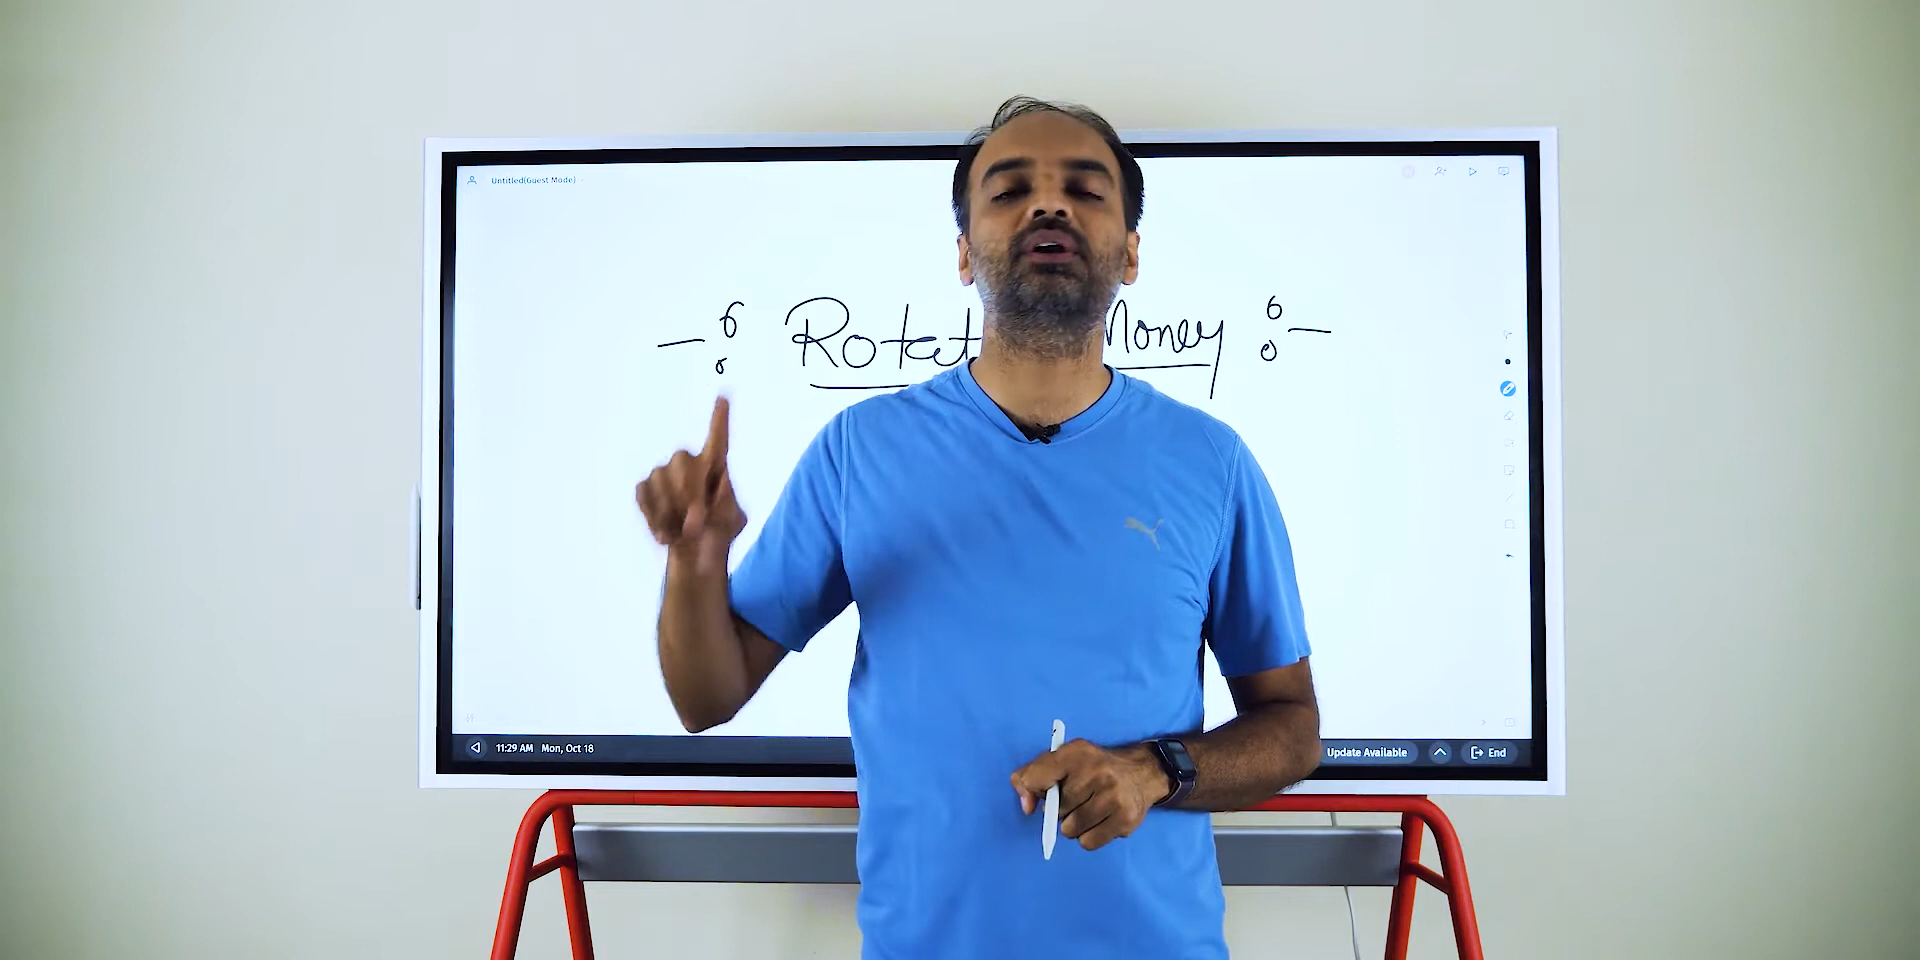 Untitled(Guest Mode)
Rotat Money
11:29 AM Mon, Oct 18
Update Available
End